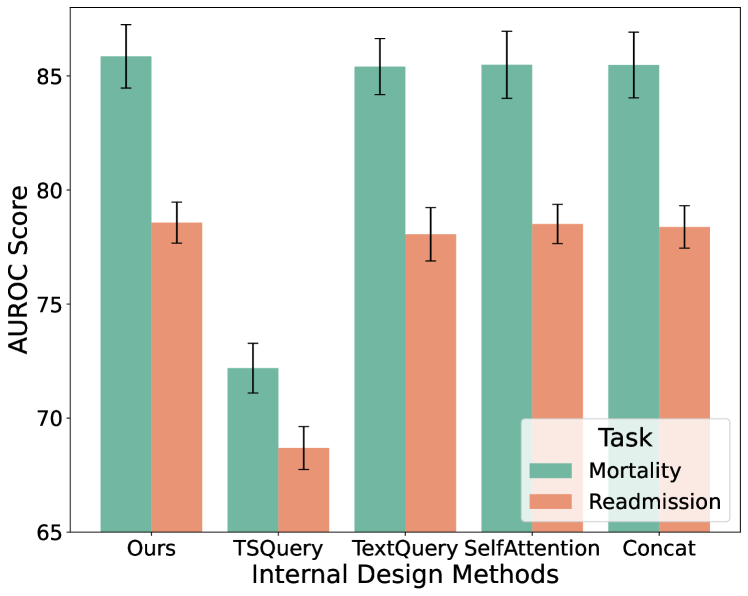 AUROC Score
85
80
75
70
65
Task
Mortality
Readmission
Ours TSQuery TextQuery SelfAttention Concat
Internal Design Methods